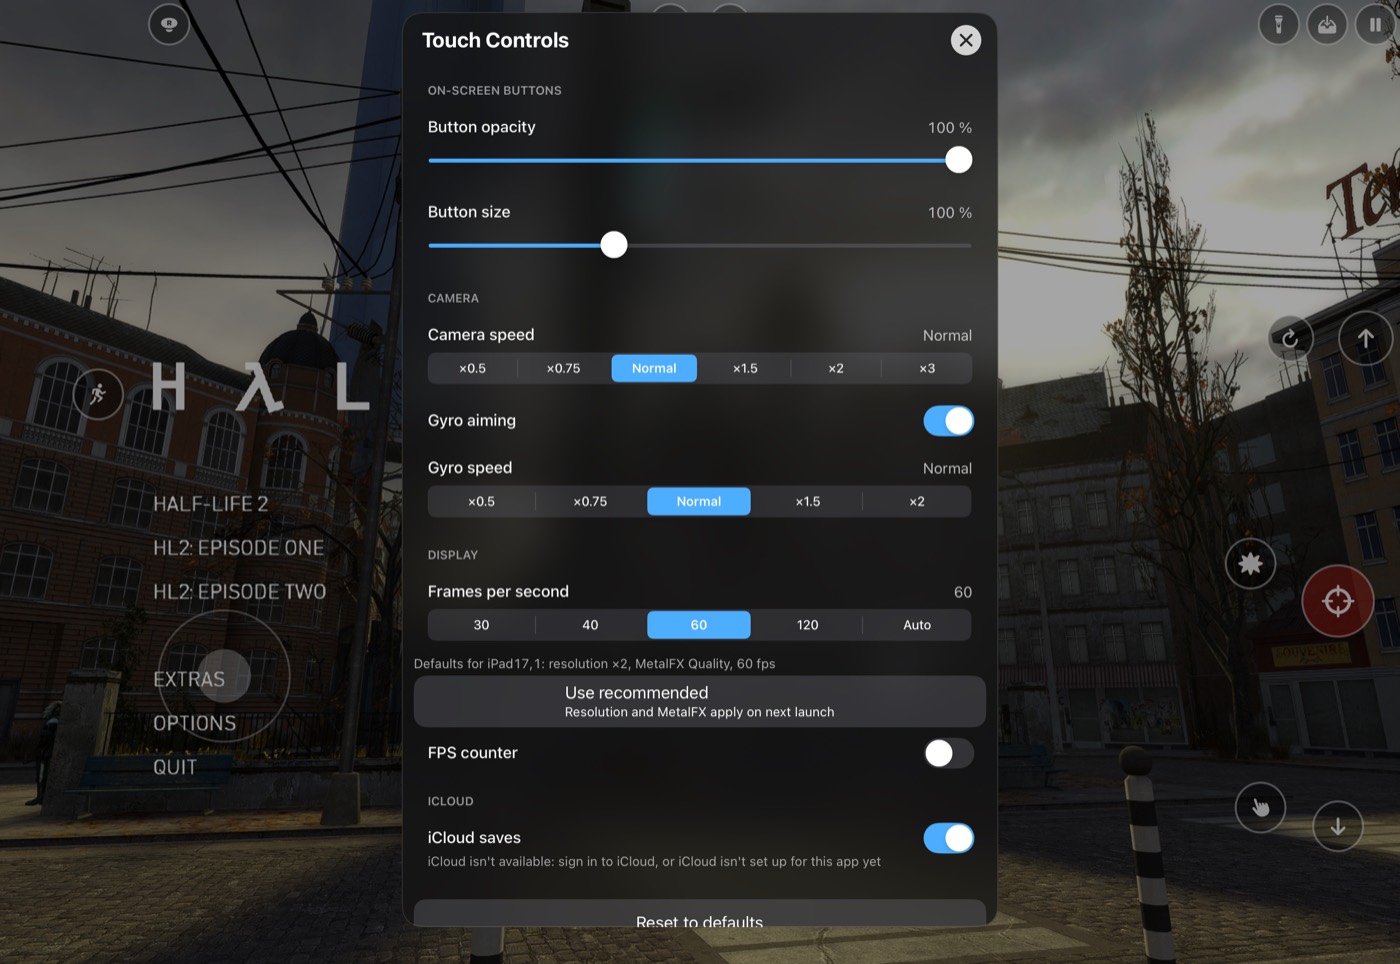 Touch Controls
ON-SCREEN BUTTONS
Button opacity 100 %
Button size 100 %
CAMERA
Camera speed Normal
×0.5 ×0.75 Normal ×1.5 ×2 ×3
Gyro aiming
Gyro speed Normal
×0.5 ×0.75 Normal ×1.5 ×2
DISPLAY
Frames per second 60
30 40 60 120 Auto
Defaults for iPad17,1: resolution ×2, MetalFX Quality, 60 fps
Use recommended
Resolution and MetalFX apply on next launch
FPS counter
ICLOUD
iCloud saves
iCloud isn't available: sign in to iCloud, or iCloud isn't set up for this app yet
Reset to defaults
R
H λ L
HALF-LIFE 2
HL2: EPISODE ONE
HL2: EPISODE TWO
EXTRAS
OPTIONS
QUIT